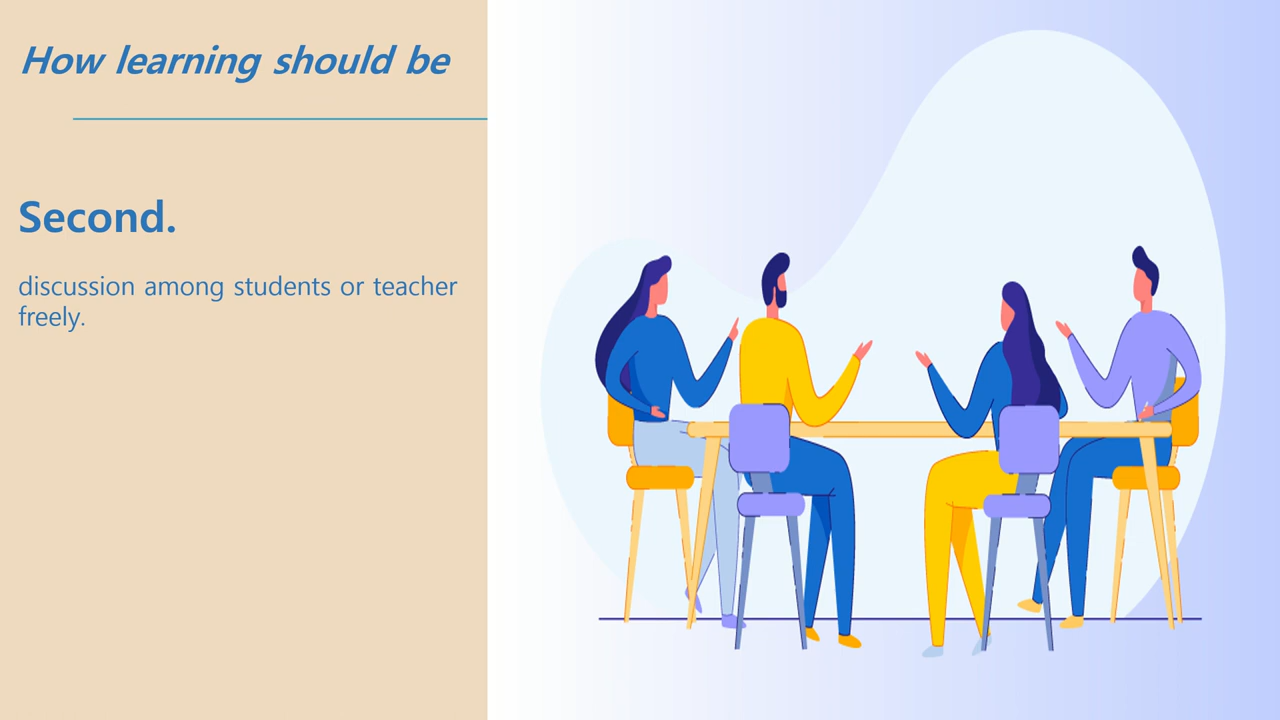 How learning should be
Second.
discussion among students or teacher
freely.